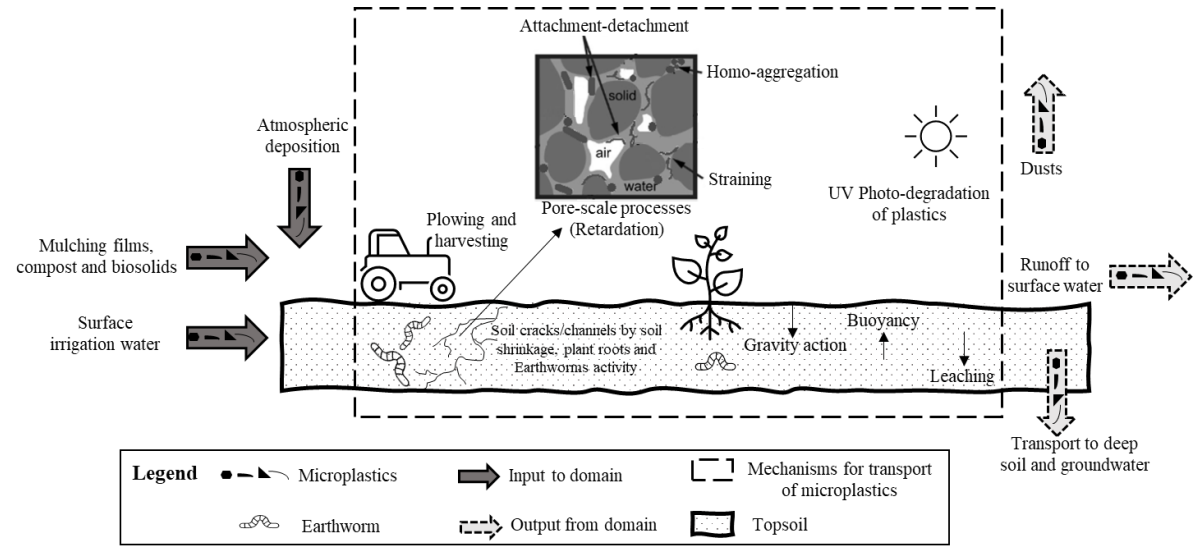 Attachment-detachment
Homo-aggregation
solid
air
water
Straining
Pore-scale processes
(Retardation)
Atmospheric
deposition
Mulching films,
compost and biosolids
Surface
irrigation water
Plowing and
harvesting
UV Photo-degradation
of plastics
Dusts
Runoff to
surface water
Soil cracks/channels by soil
shrinkage, plant roots and
Earthworms activity
Gravity action
Buoyancy
Leaching
Transport to deep
soil and groundwater
Legend
Microplastics
Input to domain
Mechanisms for transport
of microplastics
Earthworm
Output from domain
Topsoil